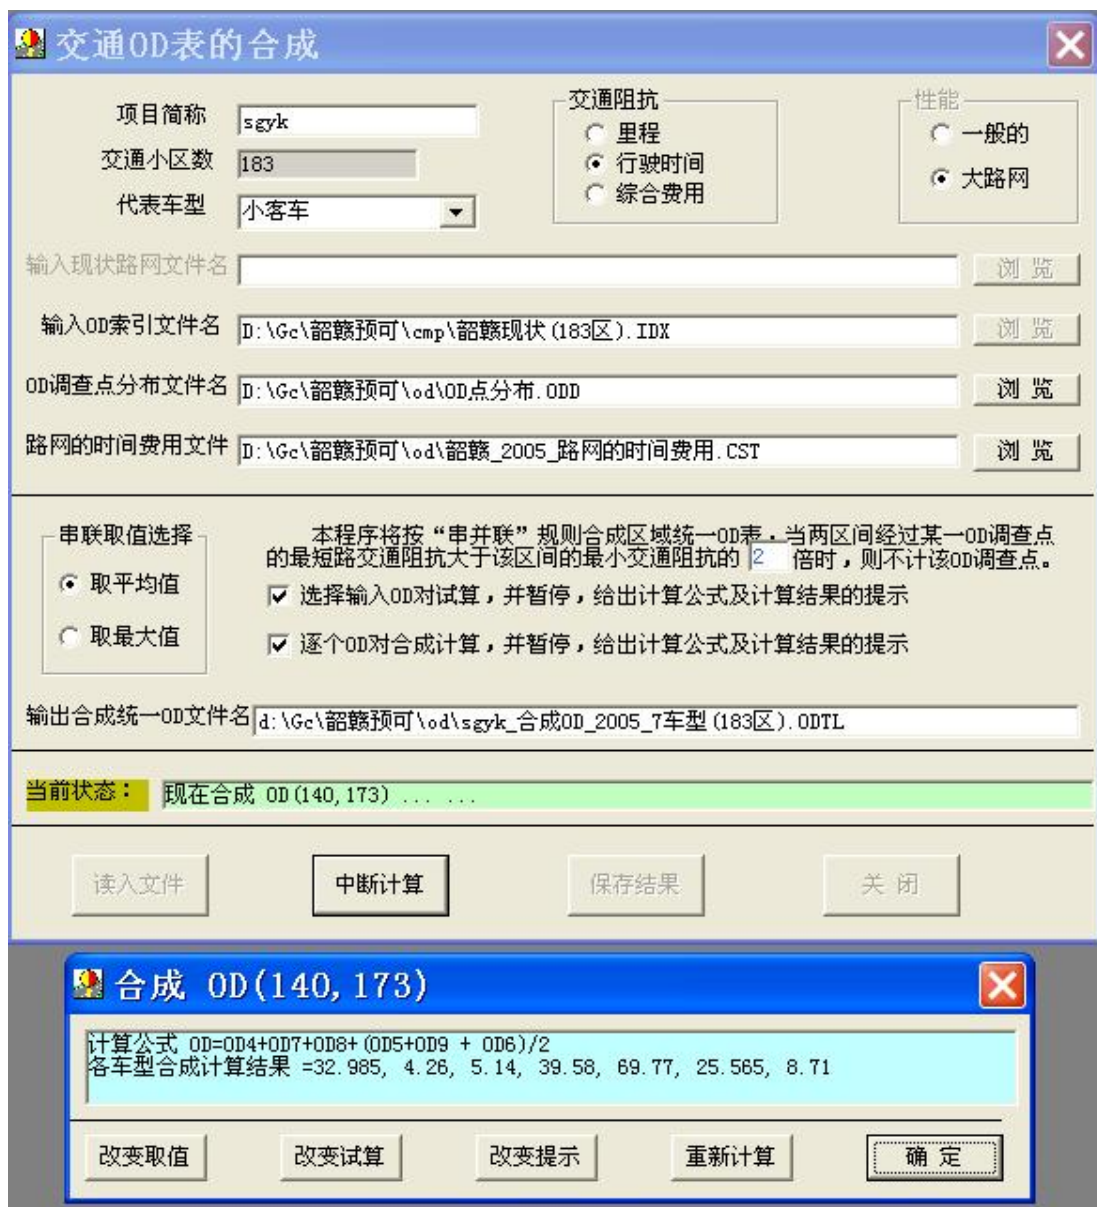 交通OD表的合成
项目简称 sgyk
交通小区数 183
代表车型 小客车
交通阻抗
里程
行驶时间
综合费用
性能
一般的
大路网
输入现状路网文件名 浏 览
输入OD索引文件名 D:\Gc\韶赣预可\cmp\韶赣现状(183区).IDX 浏 览
OD调查点分布文件名 D:\Gc\韶赣预可\od\OD点分布.ODD 浏 览
路网的时间费用文件 D:\Gc\韶赣预可\od\韶赣_2005_路网的时间费用.CST 浏 览
串联取值选择
取平均值
取最大值
本程序将按“串并联”规则合成区域统一OD表，当两区间经过某一OD调查点
的最短路交通阻抗大于该区间的最小交通阻抗的 2 倍时，则不计该OD调查点。
选择输入OD对试算，并暂停，给出计算公式及计算结果的提示
逐个OD对合成计算，并暂停，给出计算公式及计算结果的提示
输出合成统一OD文件名 d:\Gc\韶赣预可\od\sgyk_合成OD_2005_7车型(183区).ODTL
当前状态： 现在合成 OD(140,173) ... ...
读入文件 中断计算 保存结果 关 闭
合成 OD(140,173)
计算公式 OD=OD4+OD7+OD8+(OD5+OD9 + OD6)/2
各车型合成计算结果 =32.985, 4.26, 5.14, 39.58, 69.77, 25.565, 8.71
改变取值 改变试算 改变提示 重新计算 确 定